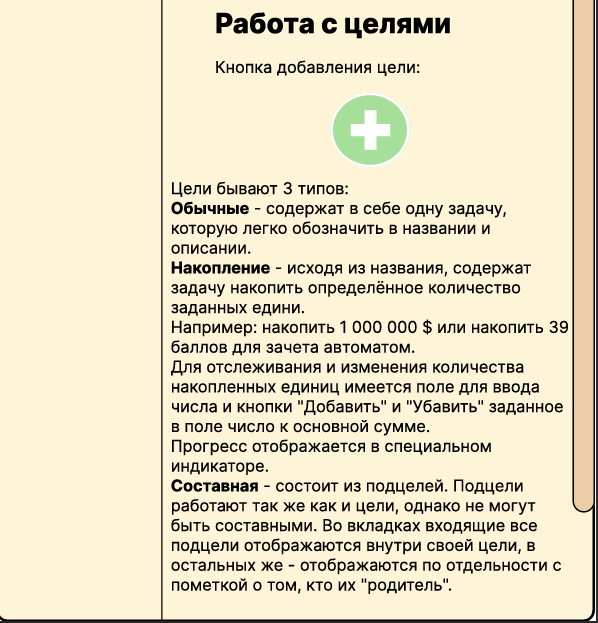 Работа с целями
Кнопка добавления цели:
Цели бывают 3 типов:
Обычные - содержат в себе одну задачу,
которую легко обозначить в названии и
описании.
Накопление - исходя из названия, содержат
задачу накопить определённое количество
заданных едини.
Например: накопить 1 000 000 $ или накопить 39
баллов для зачета автоматом.
Для отслеживания и изменения количества
накопленных единиц имеется поле для ввода
числа и кнопки "Добавить" и "Убавить" заданное
в поле число к основной сумме.
Прогресс отображается в специальном
индикаторе.
Составная - состоит из подцелей. Подцели
работают так же как и цели, однако не могут
быть составными. Во вкладках входящие все
подцели отображаются внутри своей цели, в
остальных же - отображаются по отдельности с
пометкой о том, кто их "родитель".